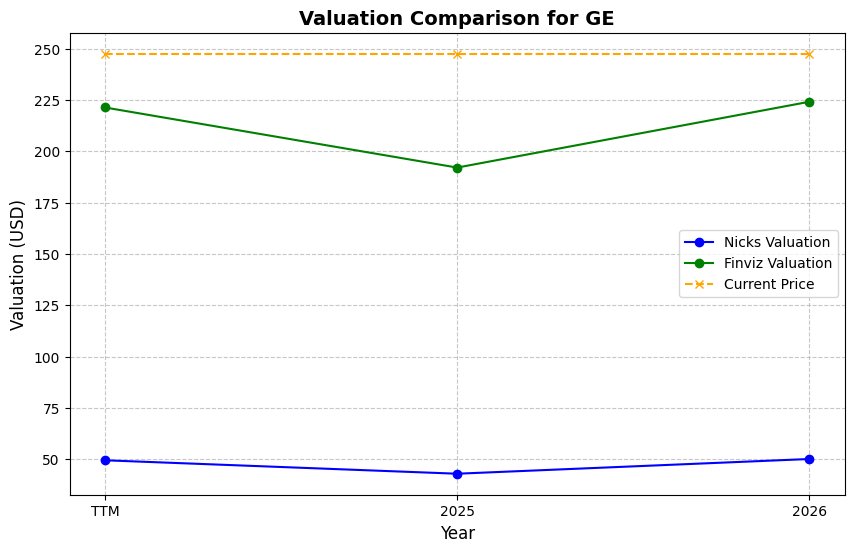 Valuation Comparison for GE
Valuation (USD)
250
225
200
175
150
125
100
75
50
Nicks Valuation
Finviz Valuation
Current Price
TTM
2025
2026
Year